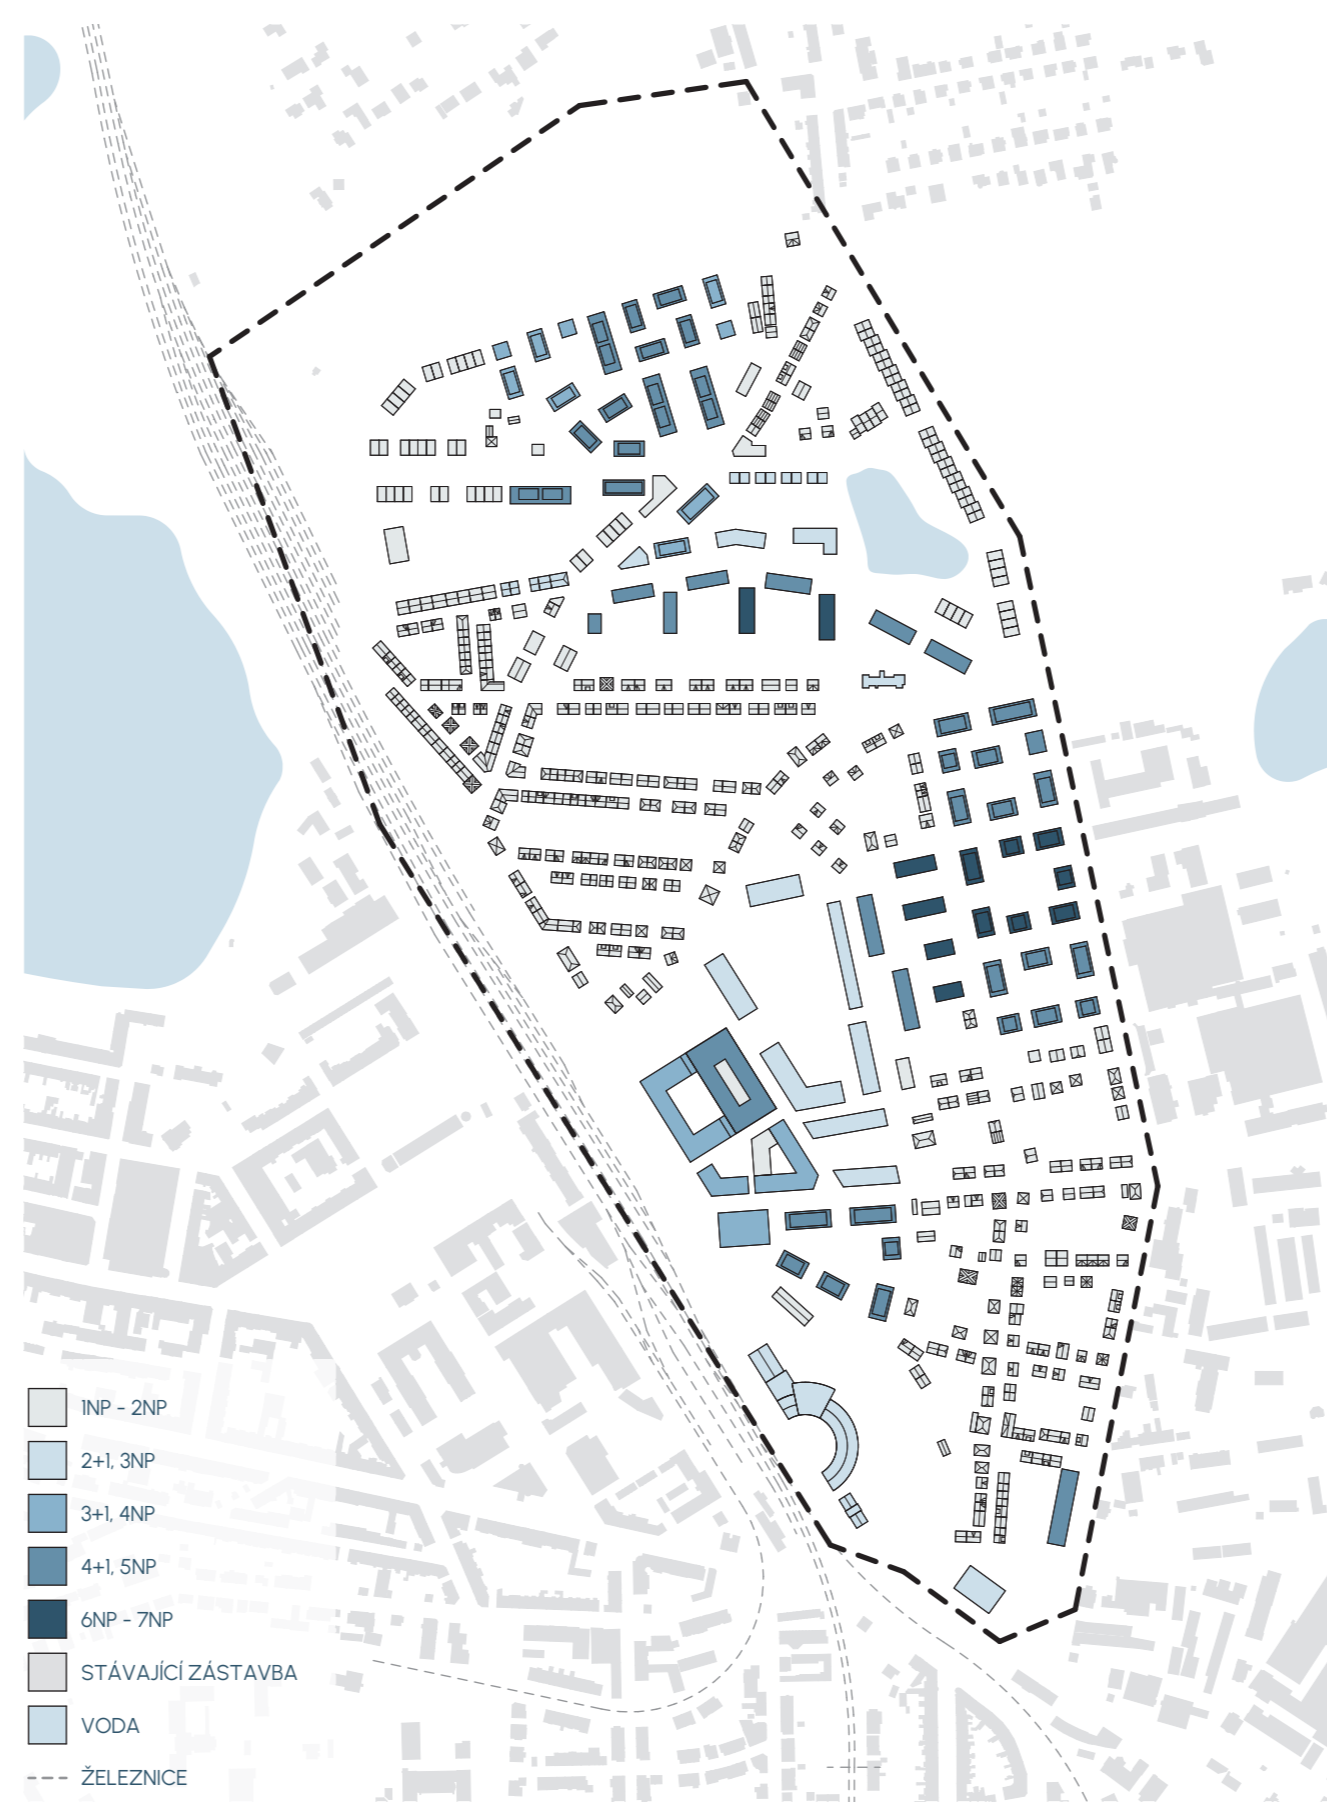 1NP - 2NP
2+1, 3NP
3+1, 4NP
4+1, 5NP
6NP - 7NP
STÁVAJÍCÍ ZÁSTAVBA
VODA
ŽELEZNICE